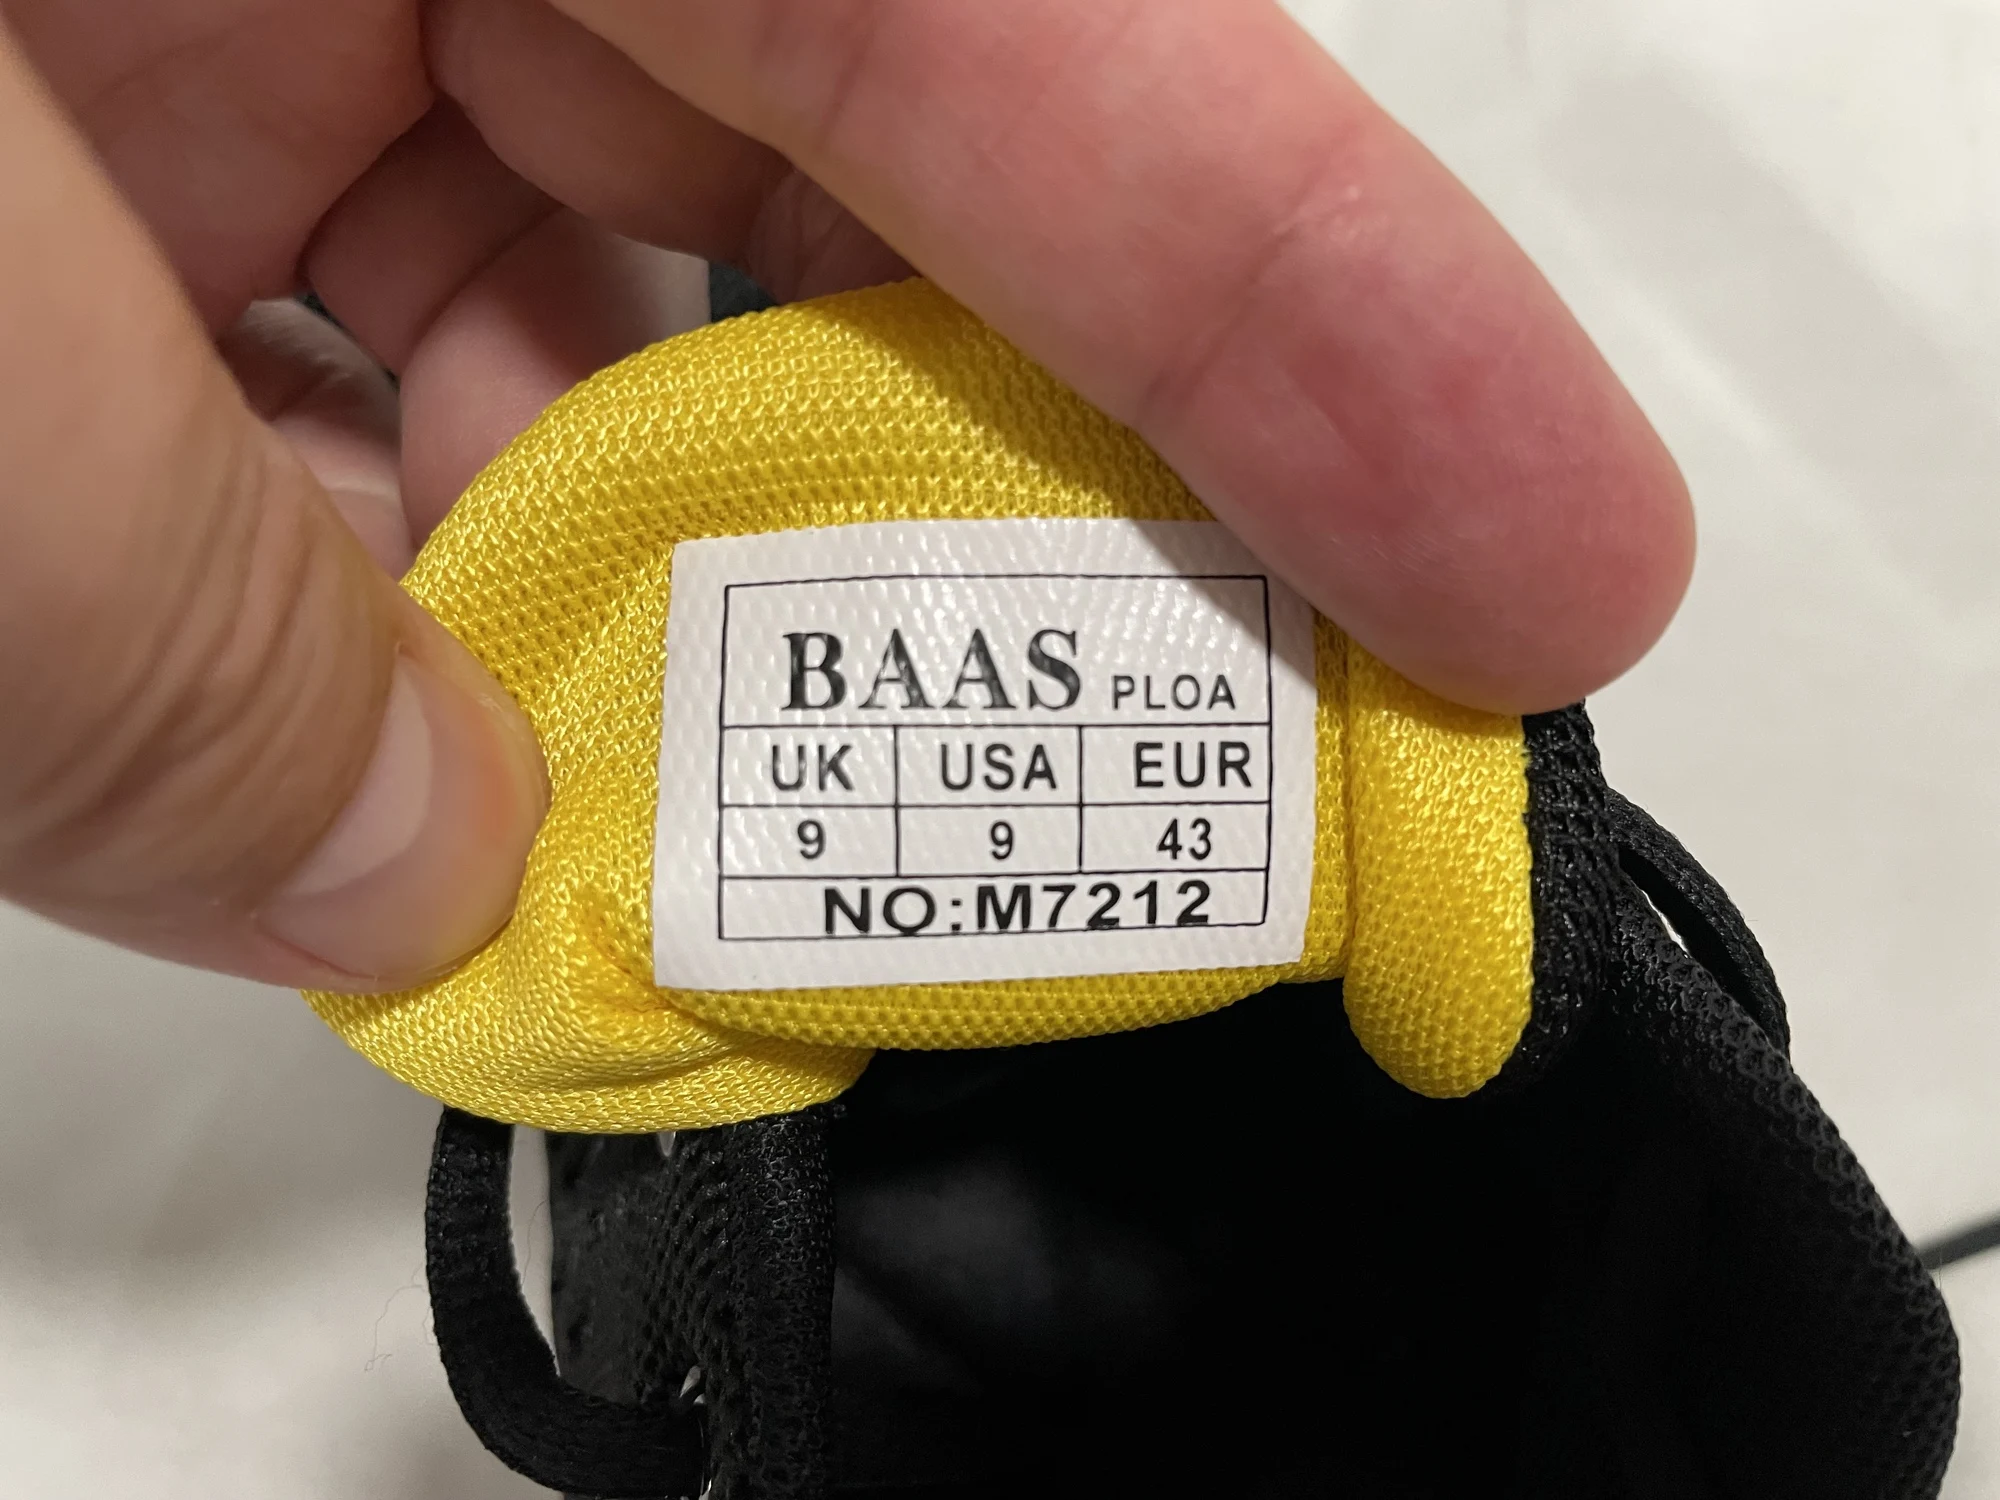 BAAS PLOA
UK USA EUR
9 9 43
NO:M7212